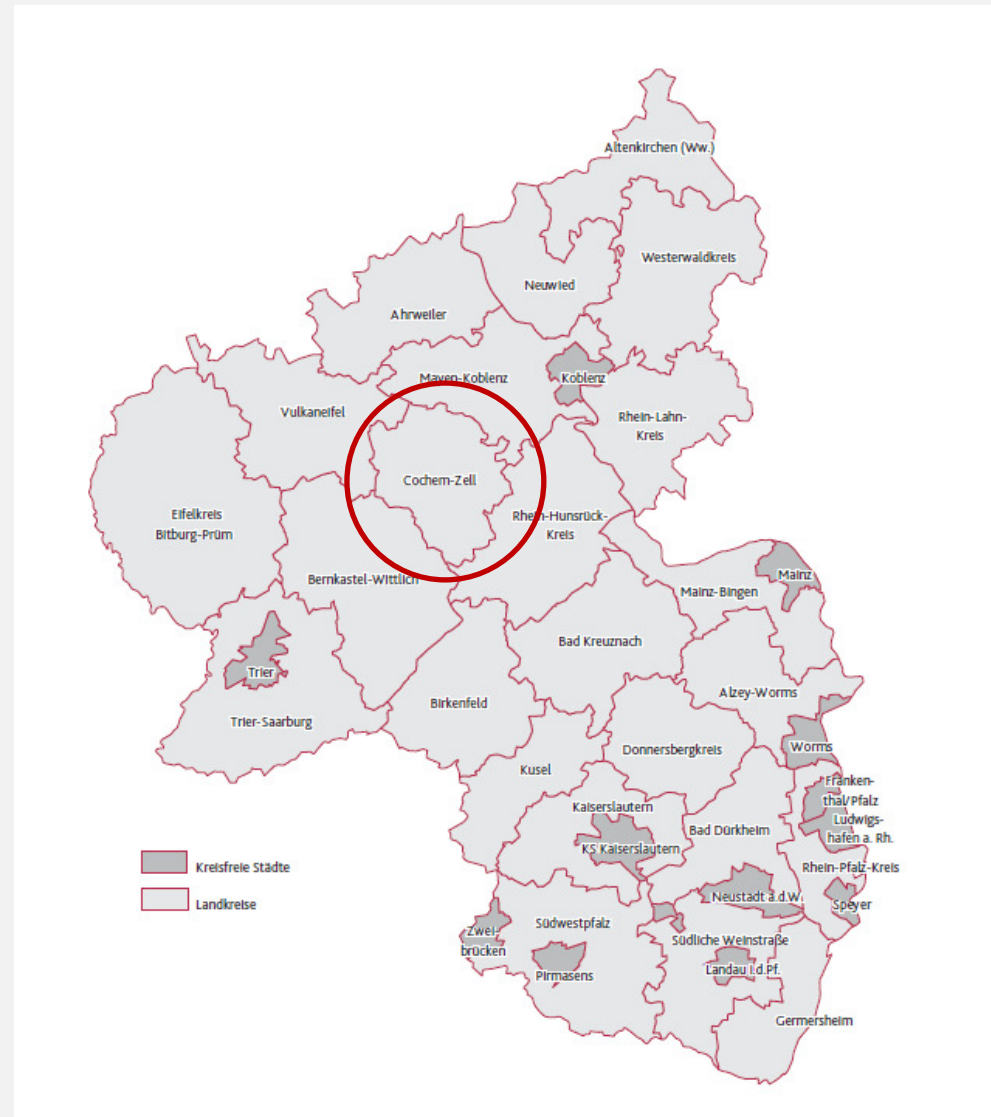 Altenkirchen (Ww.)
Westerwaldkreis
Neuwied
Ahrweiler
Mayen-Koblenz
Koblenz
Vulkaneifel
Rhein-Lahn-
Kreis
Cochem-Zell
Eifelkreis
Bitburg-Prüm
Rhein-Hunsrück-
Kreis
Bernkastel-Wittlich
Mainz
Mainz-Bingen
Bad Kreuznach
Trier
Alzey-Worms
Birkenfeld
Trier-Saarburg
Worms
Donnersbergkreis
Kusel
Franken-
thal/Pfalz
Kaiserslautern
Ludwigs-
hafen a. Rh.
Bad Dürkheim
KS Kaiserslautern
Kreisfreie Städte
Rhein-Pfalz-Kreis
Landkreise
Neustadt a.d.W.
Speyer
Südwestpfalz
Zwei-
brücken
Südliche Weinstraße
Pirmasens
Landau i.d.Pf.
Germersheim